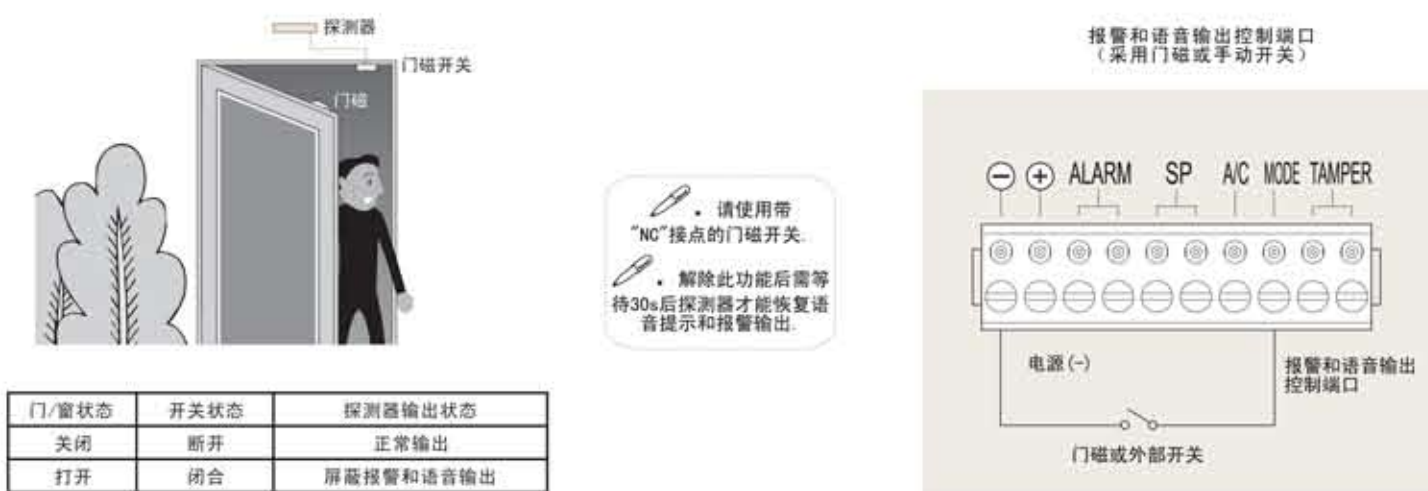 探测器
门磁开关
门磁
门/窗状态 开关状态 探测器输出状态
关闭 断开 正常输出
打开 闭合 屏蔽报警和语音输出
. 请使用带
"NC"接点的门磁开关.
. 解除此功能后需等
待30s后探测器才能恢复语
音提示和报警输出.
报警和语音输出控制端口
(采用门磁或手动开关)
- + ALARM SP A/C MODE TAMPER
电源(-)
报警和语音输出
控制端口
门磁或外部开关